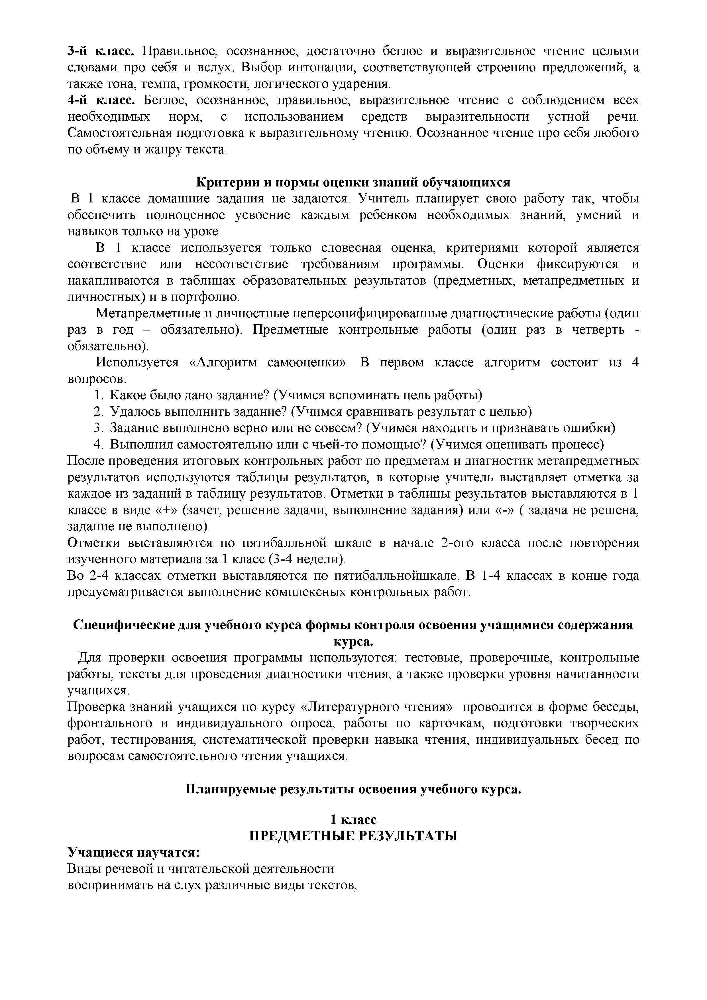 3-й класс. Правильное, осознанное, достаточно беглое и выразительное чтение целыми
словами про себя и вслух. Выбор интонации, соответствующей строению предложений, а
также тона, темпа, громкости, логического ударения.
4-й класс. Беглое, осознанное, правильное, выразительное чтение с соблюдением всех
необходимых норм, с использованием средств выразительности устной речи.
Самостоятельная подготовка к выразительному чтению. Осознанное чтение про себя любого
по объему и жанру текста.
Критерии и нормы оценки знаний обучающихся
В 1 классе домашние задания не задаются. Учитель планирует свою работу так, чтобы
обеспечить полноценное усвоение каждым ребенком необходимых знаний, умений и
навыков только на уроке.
В 1 классе используется только словесная оценка, критериями которой является
соответствие или несоответствие требованиям программы. Оценки фиксируются и
накапливаются в таблицах образовательных результатов (предметных, метапредметных и
личностных) и в портфолио.
Метапредметные и личностные неперсонифицированные диагностические работы (один
раз в год – обязательно). Предметные контрольные работы (один раз в четверть -
обязательно).
Используется «Алгоритм самооценки». В первом классе алгоритм состоит из 4
вопросов:
1. Какое было дано задание? (Учимся вспоминать цель работы)
2. Удалось выполнить задание? (Учимся сравнивать результат с целью)
3. Задание выполнено верно или не совсем? (Учимся находить и признавать ошибки)
4. Выполнил самостоятельно или с чьей-то помощью? (Учимся оценивать процесс)
После проведения итоговых контрольных работ по предметам и диагностик метапредметных
результатов используются таблицы результатов, в которые учитель выставляет отметка за
каждое из заданий в таблицу результатов. Отметки в таблицы результатов выставляются в 1
классе в виде «+» (зачет, решение задачи, выполнение задания) или «-» ( задача не решена,
задание не выполнено).
Отметки выставляются по пятибалльной шкале в начале 2-ого класса после повторения
изученного материала за 1 класс (3-4 недели).
Во 2-4 классах отметки выставляются по пятибалльнойшкале. В 1-4 классах в конце года
предусматривается выполнение комплексных контрольных работ.
Специфические для учебного курса формы контроля освоения учащимися содержания
курса.
Для проверки освоения программы используются: тестовые, проверочные, контрольные
работы, тексты для проведения диагностики чтения, а также проверки уровня начитанности
учащихся.
Проверка знаний учащихся по курсу «Литературного чтения»  проводится в форме беседы,
фронтального и индивидуального опроса, работы по карточкам, подготовки творческих
работ, тестирования, систематической проверки навыка чтения, индивидуальных бесед по
вопросам самостоятельного чтения учащихся.
Планируемые результаты освоения учебного курса.
1 класс
ПРЕДМЕТНЫЕ РЕЗУЛЬТАТЫ
Учащиеся научатся:
Виды речевой и читательской деятельности
воспринимать на слух различные виды текстов,